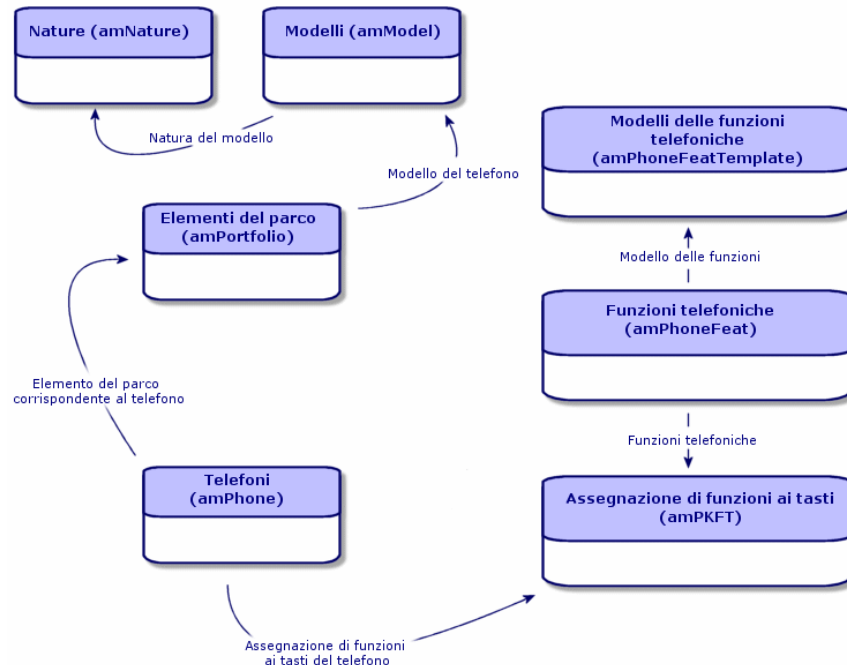 Nature (amNature)
Modelli (amModel)
Natura del modello
Modelli delle funzioni
telefoniche
(amPhoneFeatTemplate)
Modello del telefono
Elementi del parco
(amPortfolio)
Modello delle funzioni
Funzioni telefoniche
(amPhoneFeat)
Elemento del parco
corrispondente al telefono
Funzioni telefoniche
Telefoni
(amPhone)
Assegnazione di funzioni ai tasti
(amPKFT)
Assegnazione di funzioni
ai tasti del telefono